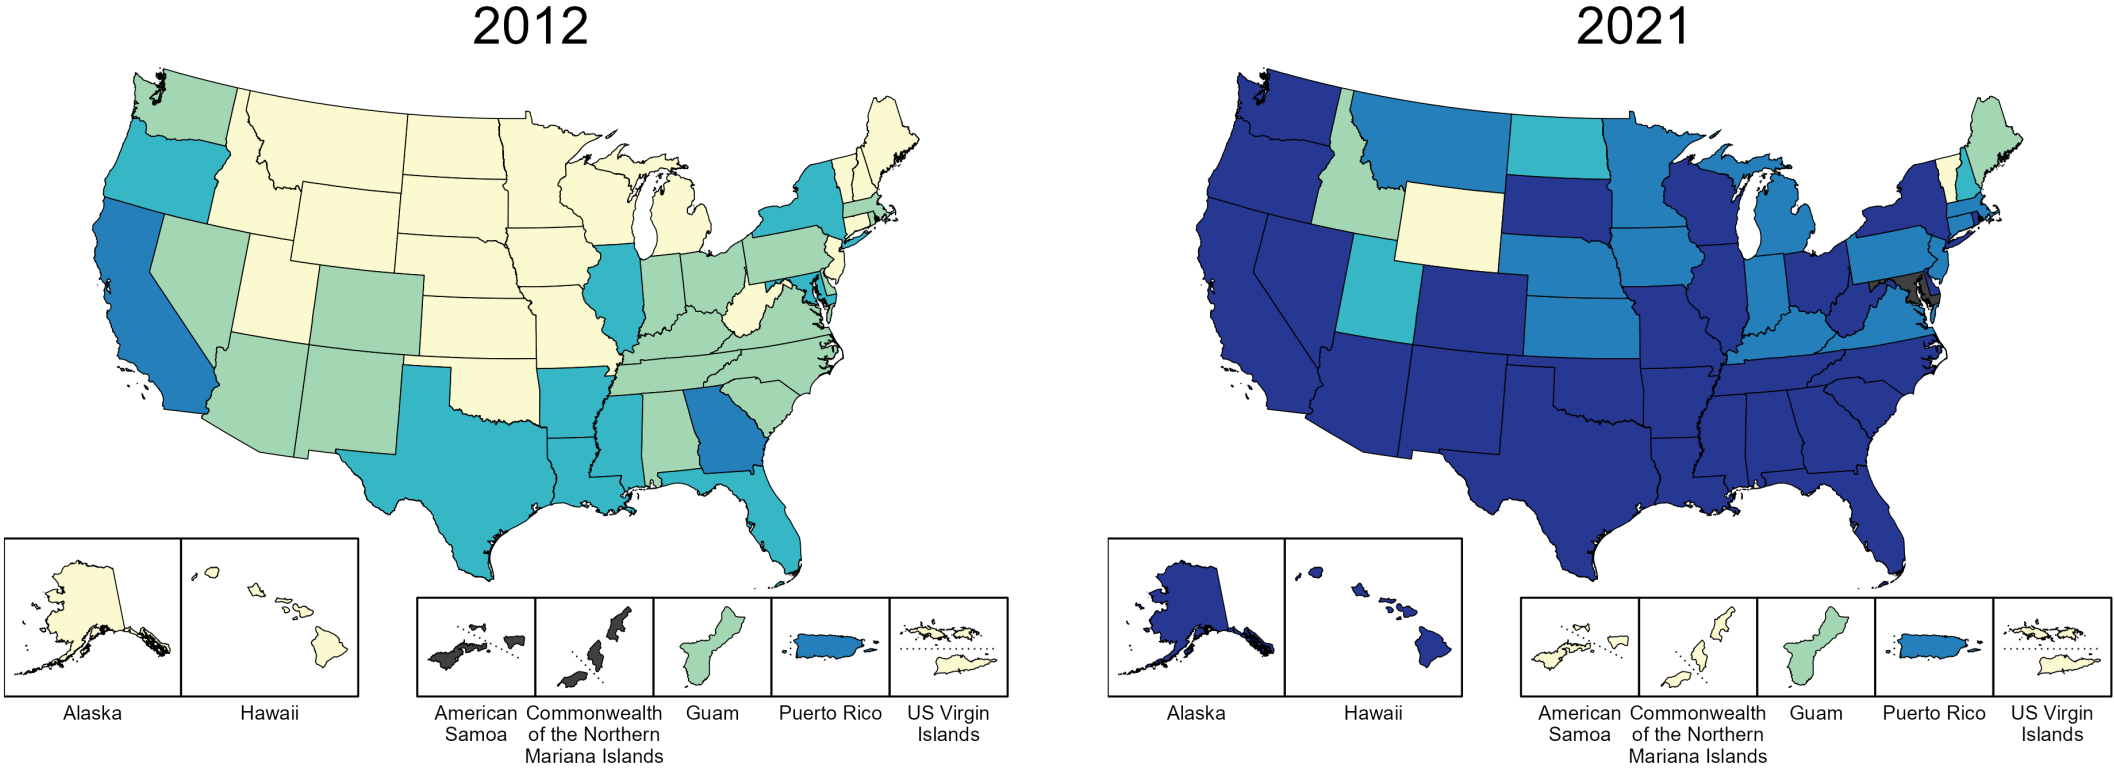 2012
2021
Alaska
Hawaii
American
Samoa
Commonwealth
of the Northern
Mariana Islands
Guam
Puerto Rico
US Virgin
Islands
Alaska
Hawaii
American
Samoa
Commonwealth
of the Northern
Mariana Islands
Guam
Puerto Rico
US Virgin
Islands